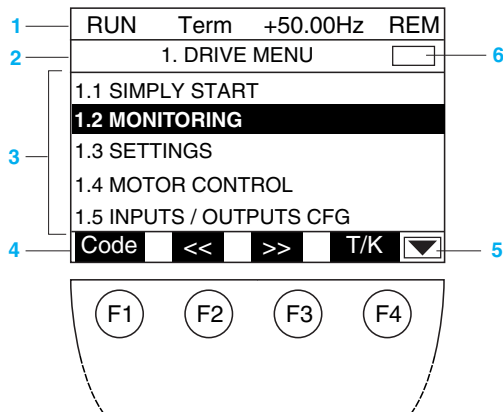 1 RUN Term +50.00Hz REM
2 1. DRIVE MENU 6
1.1 SIMPLY START
1.2 MONITORING
3 1.3 SETTINGS
1.4 MOTOR CONTROL
1.5 INPUTS / OUTPUTS CFG
4 Code << >> T/K 5
F1 F2 F3 F4